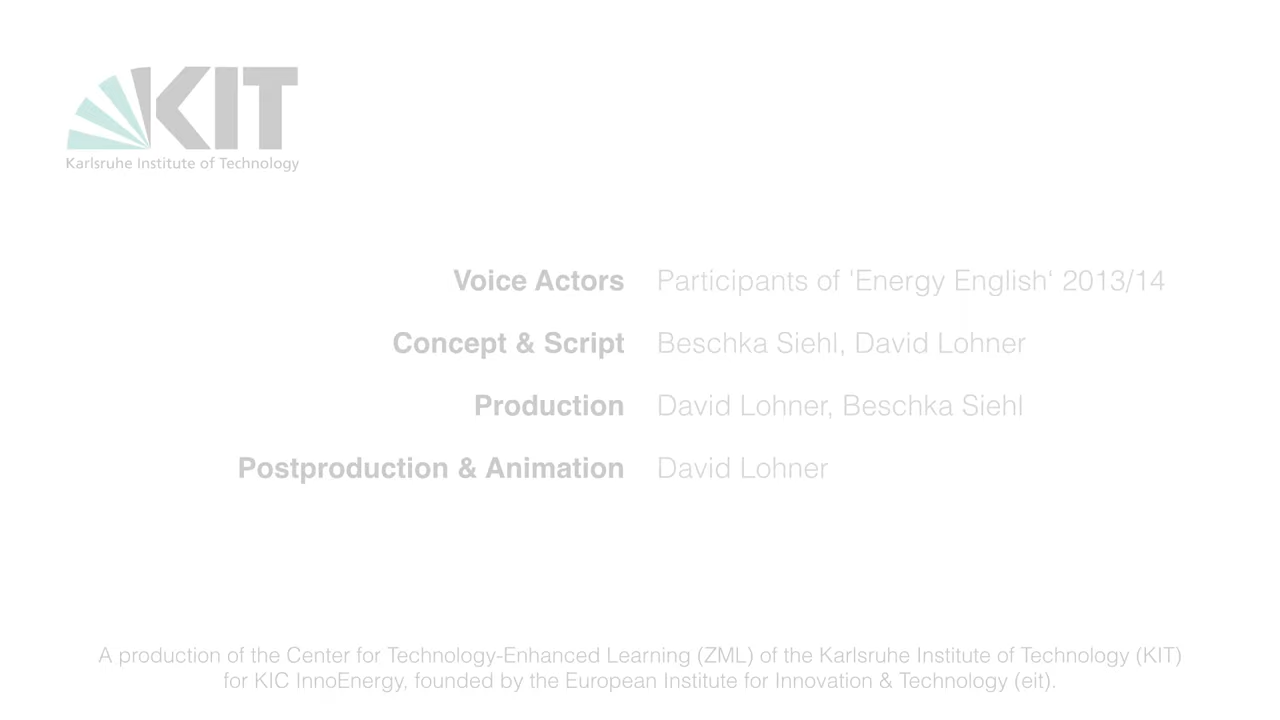 KIT
Karlsruhe Institute of Technology
Voice Actors Participants of 'Energy English‘ 2013/14
Concept & Script Beschka Siehl, David Lohner
Production David Lohner, Beschka Siehl
Postproduction & Animation David Lohner
A production of the Center for Technology-Enhanced Learning (ZML) of the Karlsruhe Institute of Technology (KIT)
for KIC InnoEnergy, founded by the European Institute for Innovation & Technology (eit).